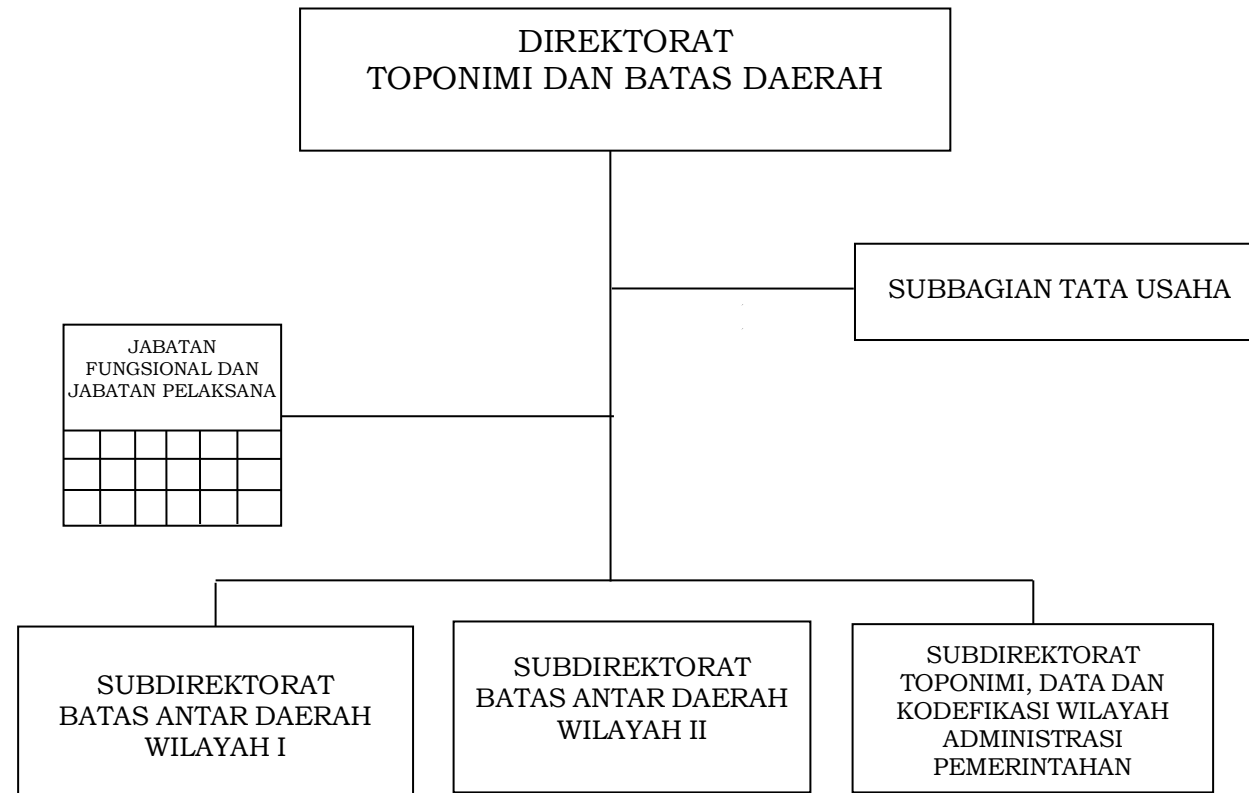 DIREKTORAT
TOPONIMI DAN BATAS DAERAH
SUBBAGIAN TATA USAHA
JABATAN
FUNGSIONAL DAN
JABATAN PELAKSANA
SUBDIREKTORAT
BATAS ANTAR DAERAH
WILAYAH I
SUBDIREKTORAT
BATAS ANTAR DAERAH
WILAYAH II
SUBDIREKTORAT
TOPONIMI, DATA DAN
KODEFIKASI WILAYAH
ADMINISTRASI
PEMERINTAHAN